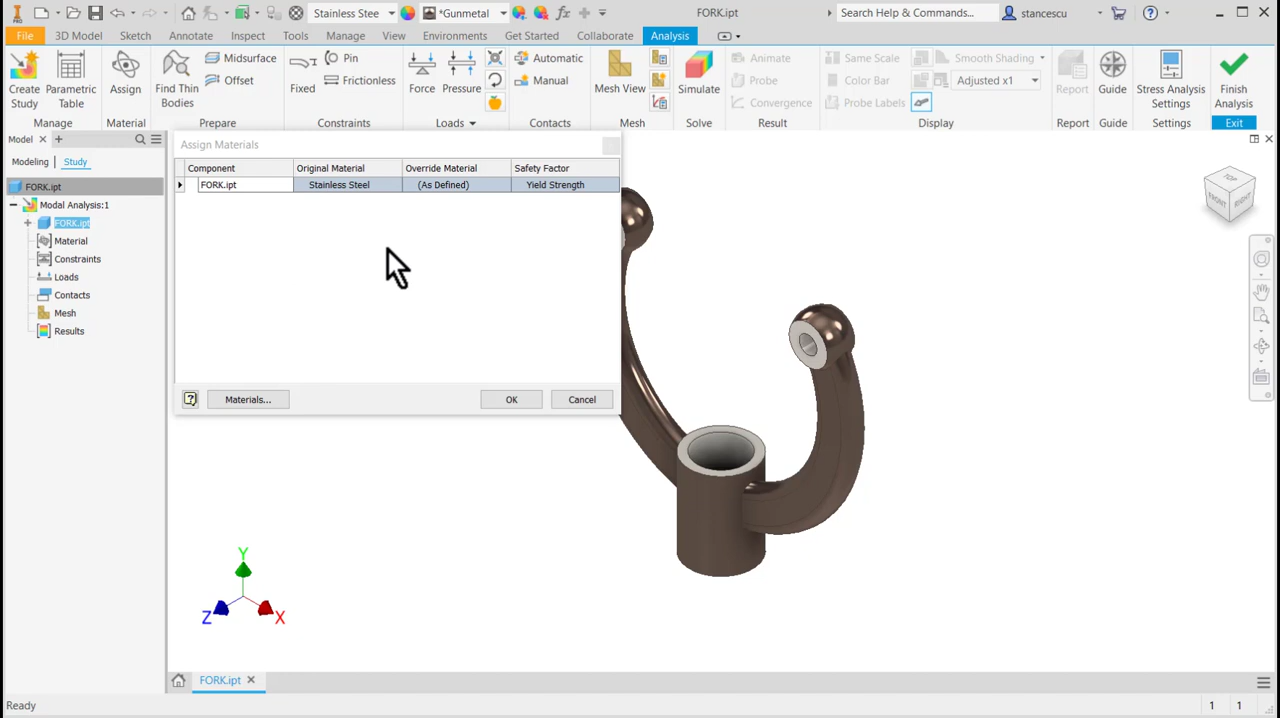 PRO
Stainless Stee
*Gunmetal
FORK.ipt
Search Help & Commands...
stancescu
File 3D Model Sketch Annotate Inspect Tools Manage View Environments Get Started Collaborate Analysis
Create Study
Parametric Table
Assign
Find Thin Bodies
Midsurface
Offset
Fixed
Pin
Frictionless
Force
Pressure
Automatic
Manual
Mesh View
Simulate
Animate
Probe
Convergence
Same Scale
Color Bar
Probe Labels
Smooth Shading
Adjusted x1
Report
Guide
Stress Analysis Settings
Finish Analysis
Manage Material Prepare Constraints Loads Contacts Mesh Solve Result Display Report Guide Settings Exit
Model
Modeling Study
FORK.ipt
Modal Analysis:1
FORK.ipt
Material
Constraints
Loads
Contacts
Mesh
Results
Assign Materials
Component Original Material Override Material Safety Factor
FORK.ipt Stainless Steel (As Defined) Yield Strength
Materials... OK Cancel
TOP
FRONT
RIGHT
Y
Z
X
FORK.ipt
Ready
1 1